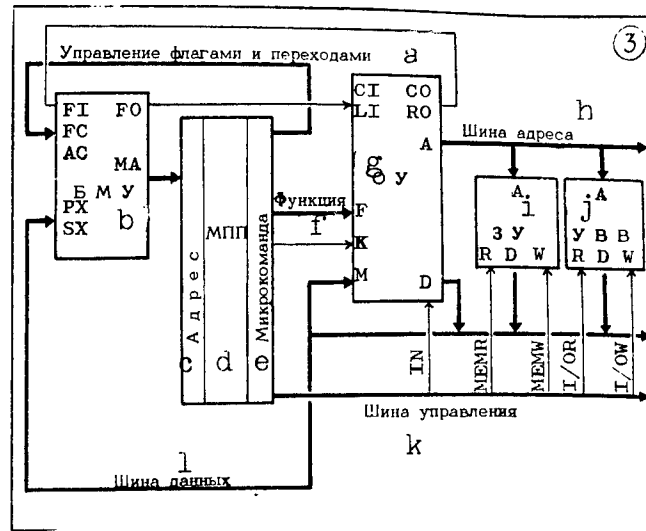 Управление флагами и переходами
a
3
FI FO
FC
AC
MA
Б М У
PX
SX
b
Адрес
c
МПП
d
Микрокоманда
e
Функция
f
CI CO
LI RO
A
g
О У
F
K
M D
h
Шина адреса
A
i
З У
R D W
j
A
У В В
R D W
IN
MEMR
MEMW
I/OR
I/OW
Шина управления
k
l
Шина данных